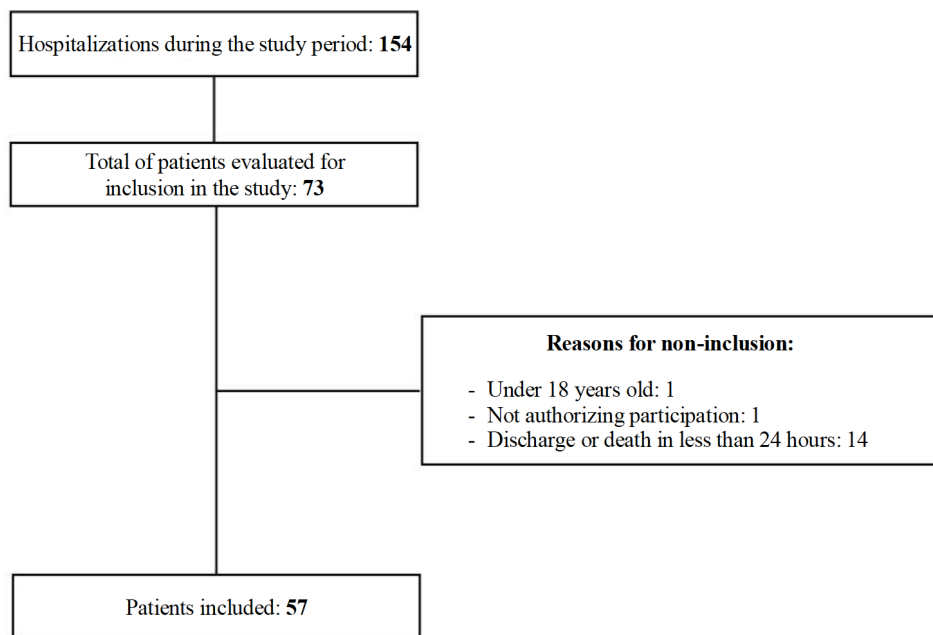 Hospitalizations during the study period: 154
Total of patients evaluated for
inclusion in the study: 73
Reasons for non-inclusion:
- Under 18 years old: 1
- Not authorizing participation: 1
- Discharge or death in less than 24 hours: 14
Patients included: 57